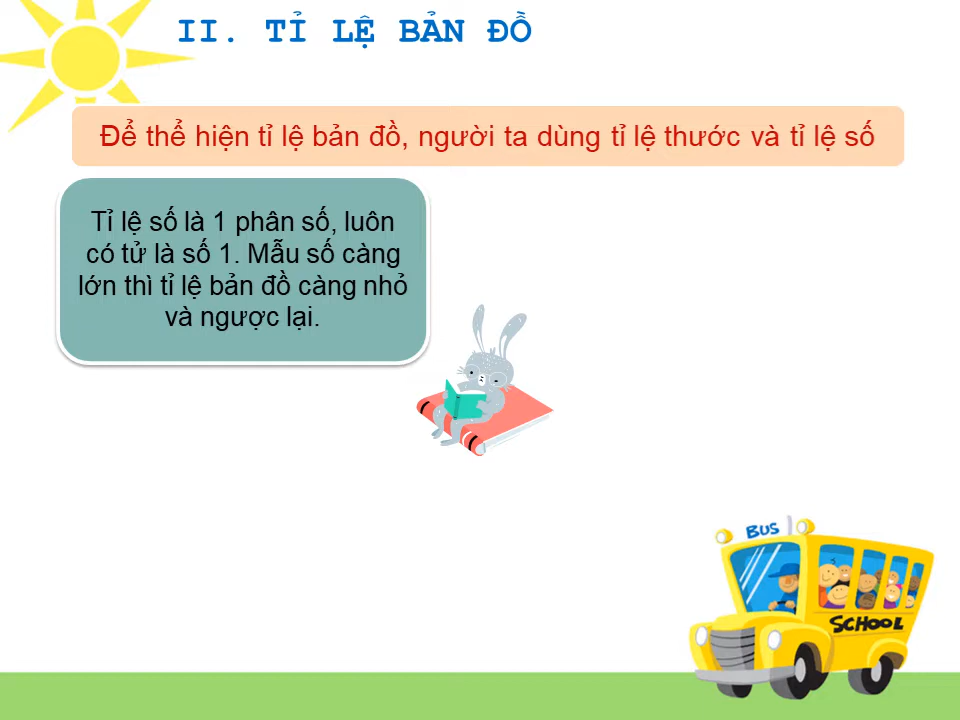 II. TỈ LỆ BẢN ĐỒ
Để thể hiện tỉ lệ bản đồ, người ta dùng tỉ lệ thước và tỉ lệ số
Tỉ lệ số là 1 phân số, luôn
có tử là số 1. Mẫu số càng
lớn thì tỉ lệ bản đồ càng nhỏ
và ngược lại.
BUS
SCHOOL